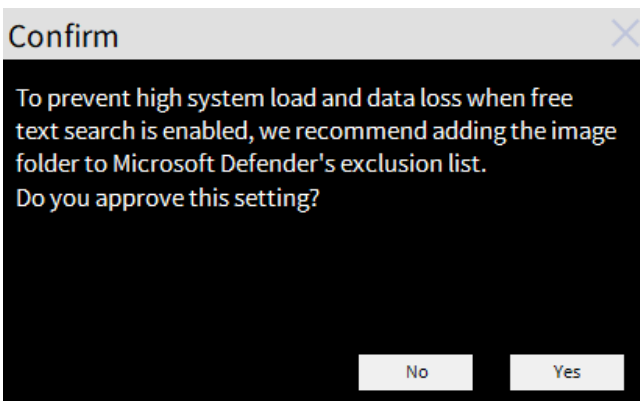 Confirm
To prevent high system load and data loss when free
text search is enabled, we recommend adding the image
folder to Microsoft Defender's exclusion list.
Do you approve this setting?
No
Yes